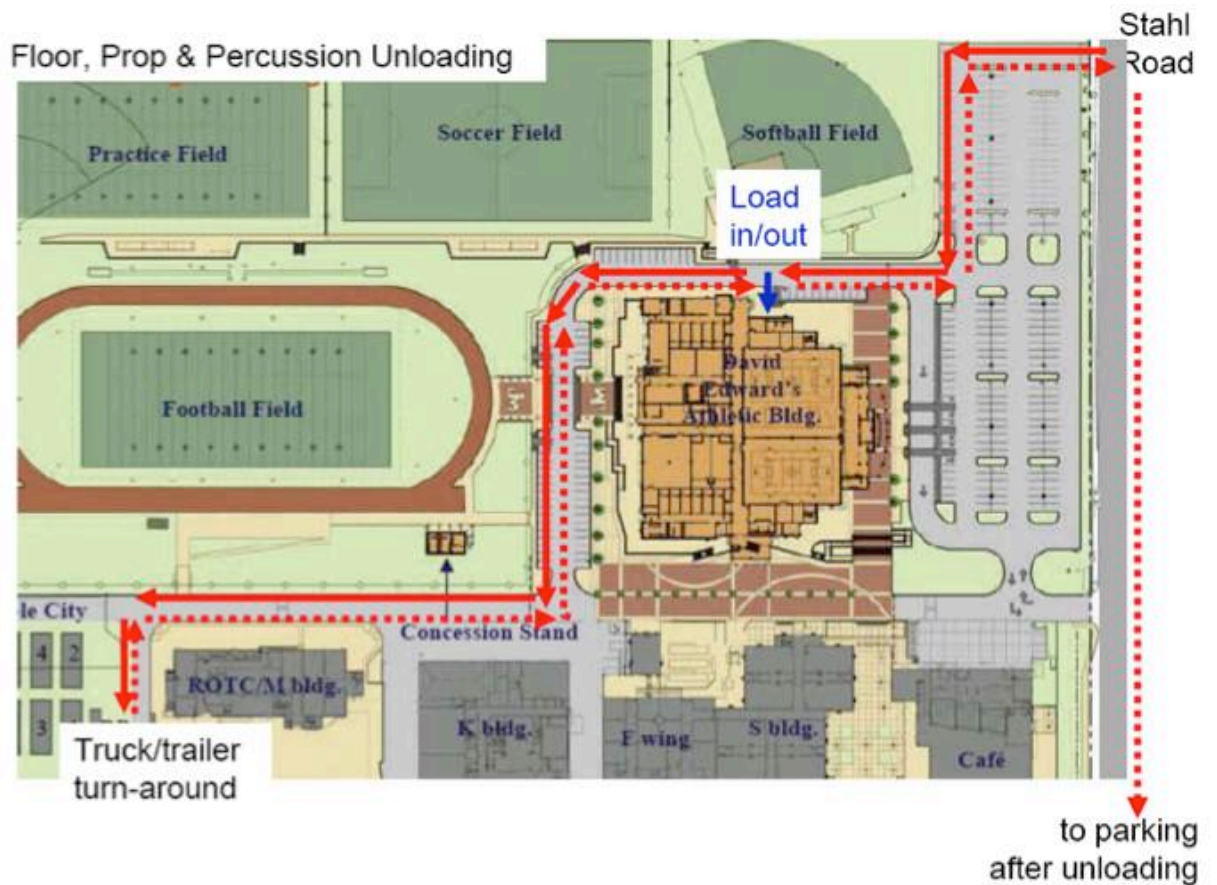 Stahl
Road
Floor, Prop & Percussion Unloading
Soccer Field
Softball Field
Practice Field
Load
in/out
David
Edward's
Athletic Bldg.
Football Field
le City
Concession Stand
4 2
ROTC/M bldg.
3
K bldg.
F wing
S bldg.
Café
Truck/trailer
turn-around
to parking
after unloading